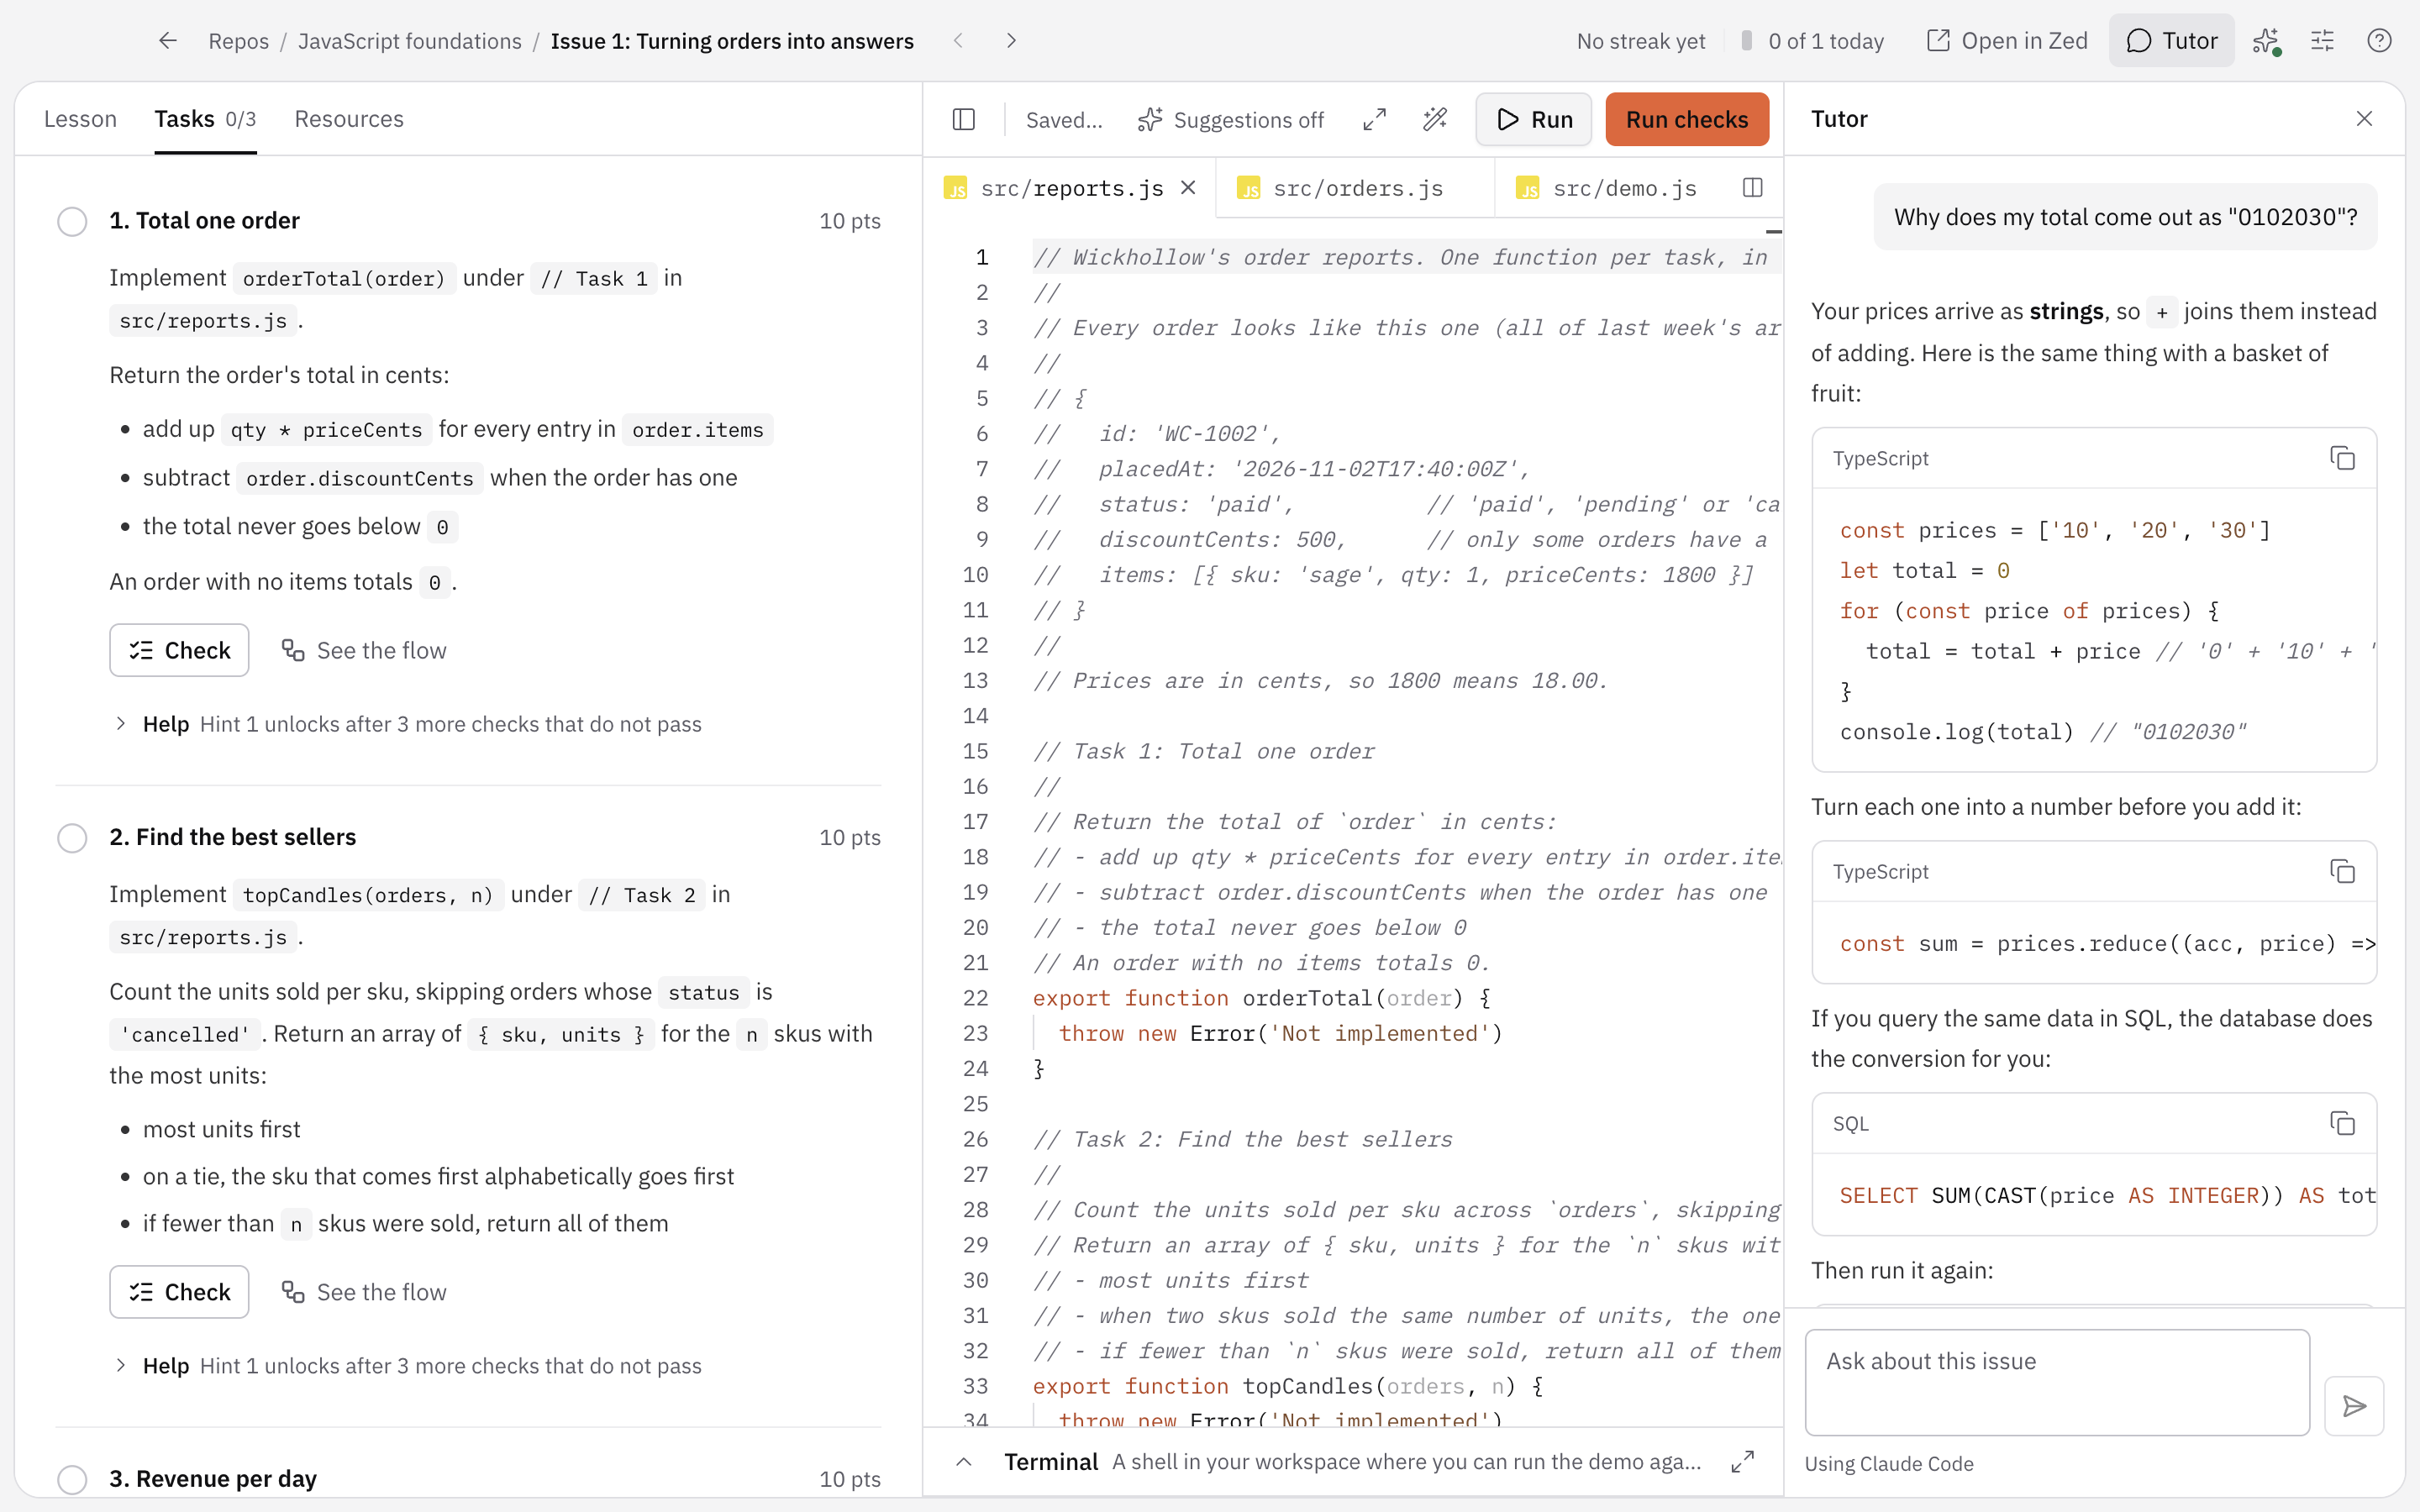 Repos / JavaScript foundations / Issue 1: Turning orders into answers
No streak yet
0 of 1 today
Open in Zed
Tutor
Lesson
Tasks 0/3
Resources
1. Total one order
10 pts
Implement orderTotal(order) under // Task 1 in
src/reports.js.
Return the order's total in cents:
• add up qty * priceCents for every entry in order.items
• subtract order.discountCents when the order has one
• the total never goes below 0
An order with no items totals 0.
Check
See the flow
Help Hint 1 unlocks after 3 more checks that do not pass
2. Find the best sellers
10 pts
Implement topCandles(orders, n) under // Task 2 in
src/reports.js.
Count the units sold per sku, skipping orders whose status is
'cancelled'. Return an array of { sku, units } for the n skus with
the most units:
• most units first
• on a tie, the sku that comes first alphabetically goes first
• if fewer than n skus were sold, return all of them
Check
See the flow
Help Hint 1 unlocks after 3 more checks that do not pass
3. Revenue per day
10 pts
Saved...
Suggestions off
Run
Run checks
JS src/reports.js
JS src/orders.js
JS src/demo.js
1 // Wickhollow's order reports. One function per task, in
2 //
3 // Every order looks like this one (all of last week's ar
4 //
5 // {
6 //   id: 'WC-1002',
7 //   placedAt: '2026-11-02T17:40:00Z',
8 //   status: 'paid',          // 'paid', 'pending' or 'ca
9 //   discountCents: 500,      // only some orders have a
10 //   items: [{ sku: 'sage', qty: 1, priceCents: 1800 }]
11 // }
12 //
13 // Prices are in cents, so 1800 means 18.00.
14
15 // Task 1: Total one order
16 //
17 // Return the total of `order` in cents:
18 // - add up qty * priceCents for every entry in order.ite
19 // - subtract order.discountCents when the order has one
20 // - the total never goes below 0
21 // An order with no items totals 0.
22 export function orderTotal(order) {
23   throw new Error('Not implemented')
24 }
25
26 // Task 2: Find the best sellers
27 //
28 // Count the units sold per sku across `orders`, skipping
29 // Return an array of { sku, units } for the `n` skus wit
30 // - most units first
31 // - when two skus sold the same number of units, the one
32 // - if fewer than `n` skus were sold, return all of them
33 export function topCandles(orders, n) {
34   throw new Error('Not implemented')
Terminal A shell in your workspace where you can run the demo aga...
Tutor
Why does my total come out as "0102030"?
Your prices arrive as strings, so + joins them instead
of adding. Here is the same thing with a basket of
fruit:
TypeScript
const prices = ['10', '20', '30']
let total = 0
for (const price of prices) {
  total = total + price // '0' + '10' + '
}
console.log(total) // "0102030"
Turn each one into a number before you add it:
TypeScript
const sum = prices.reduce((acc, price) =>
If you query the same data in SQL, the database does
the conversion for you:
SQL
SELECT SUM(CAST(price AS INTEGER)) AS tot
Then run it again:
Ask about this issue
Using Claude Code